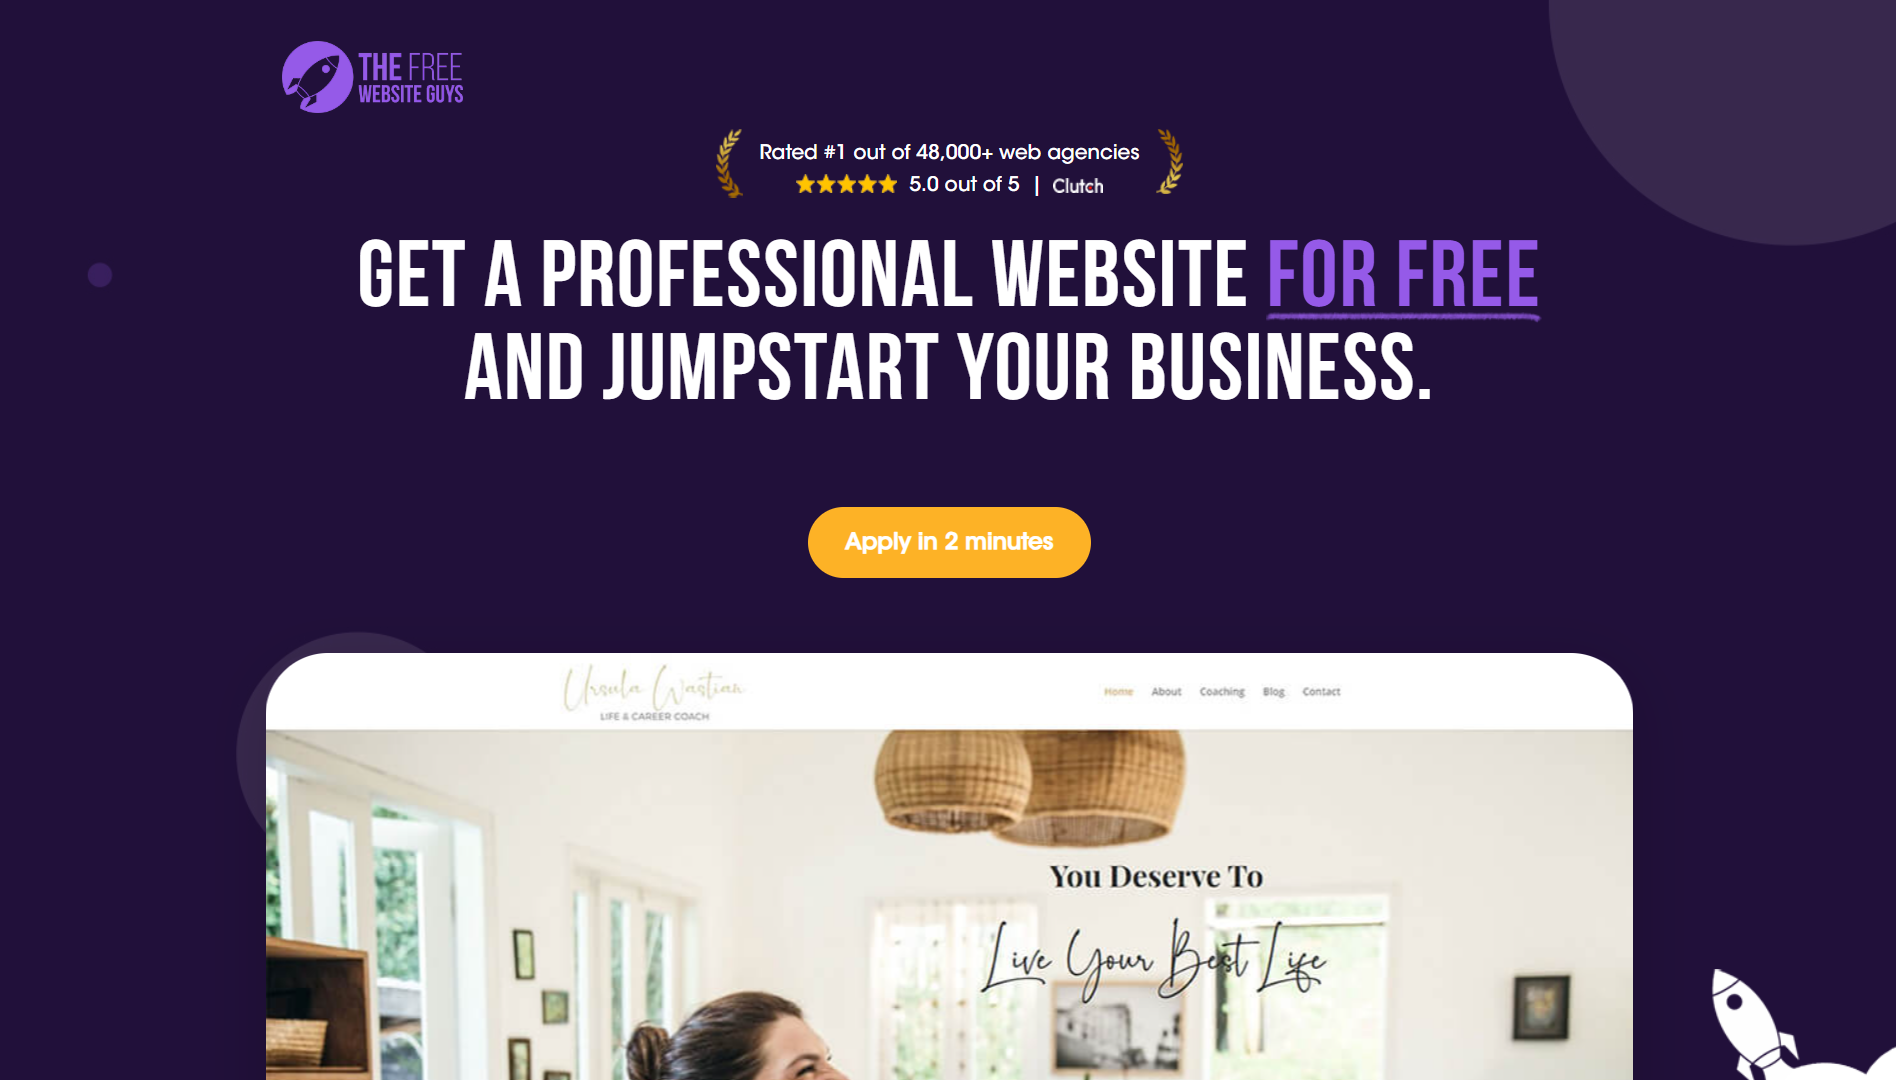 THE FREE
WEBSITE GUYS
Rated #1 out of 48,000+ web agencies
5.0 out of 5 | Clutch
GET A PROFESSIONAL WEBSITE FOR FREE
AND JUMPSTART YOUR BUSINESS.
Apply in 2 minutes
Ursula Wastian
LIFE & CAREER COACH
Home About Coaching Blog Contact
You Deserve To
Live Your Best Life